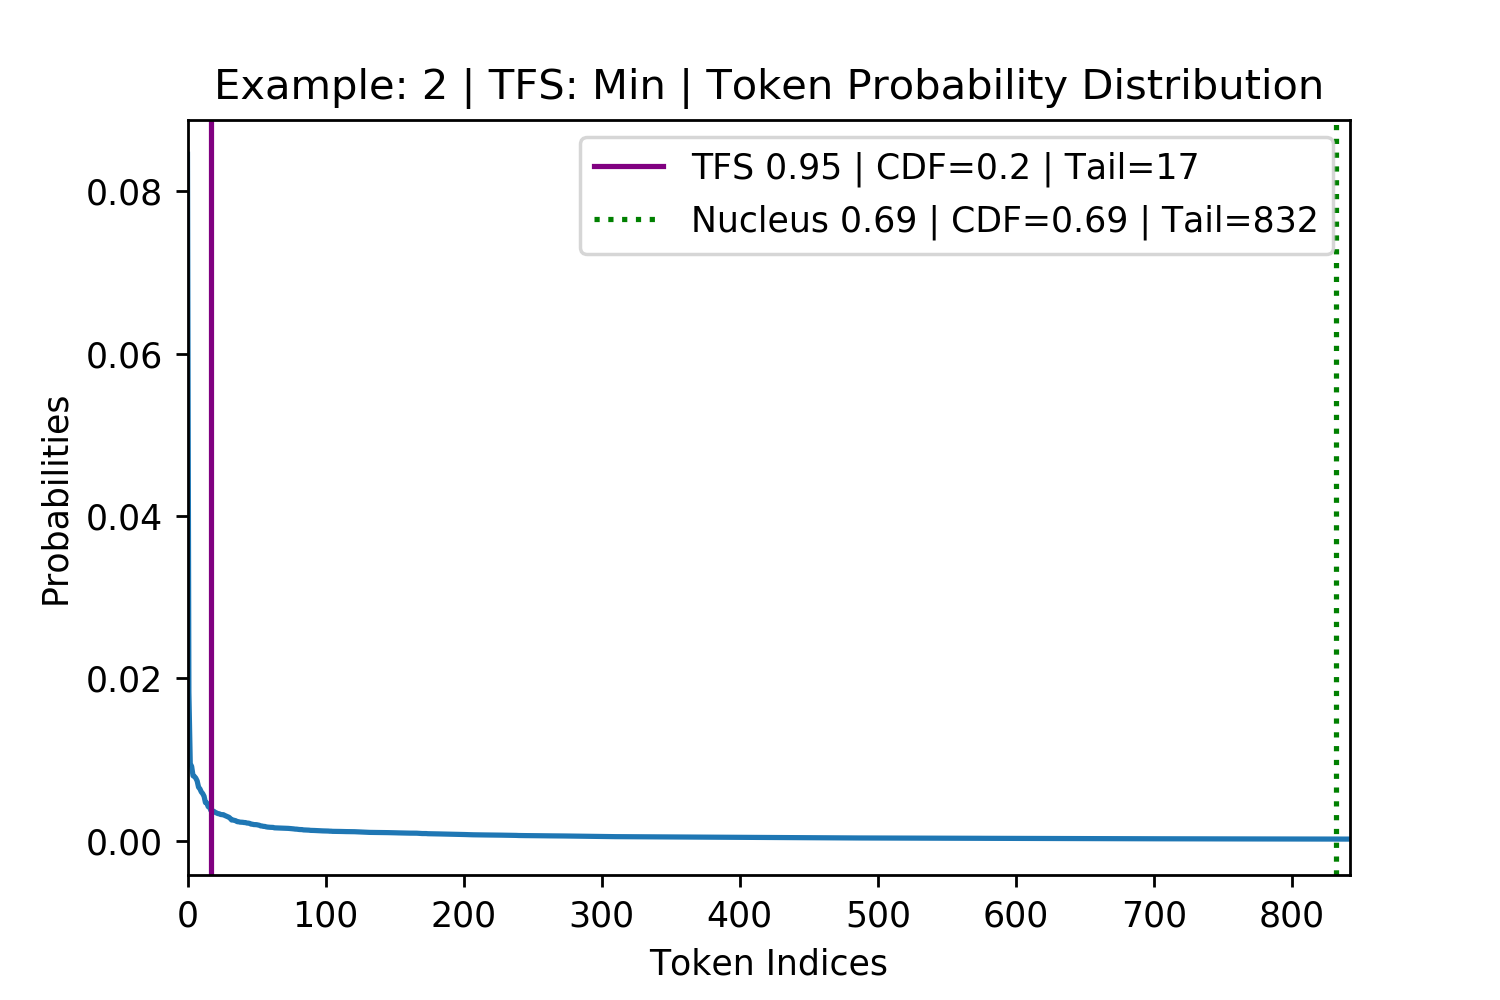 Example: 2 | TFS: Min | Token Probability Distribution
TFS 0.95 | CDF=0.2 | Tail=17
Nucleus 0.69 | CDF=0.69 | Tail=832
0.08
0.06
0.04
0.02
0.00
Probabilities
0 100 200 300 400 500 600 700 800
Token Indices